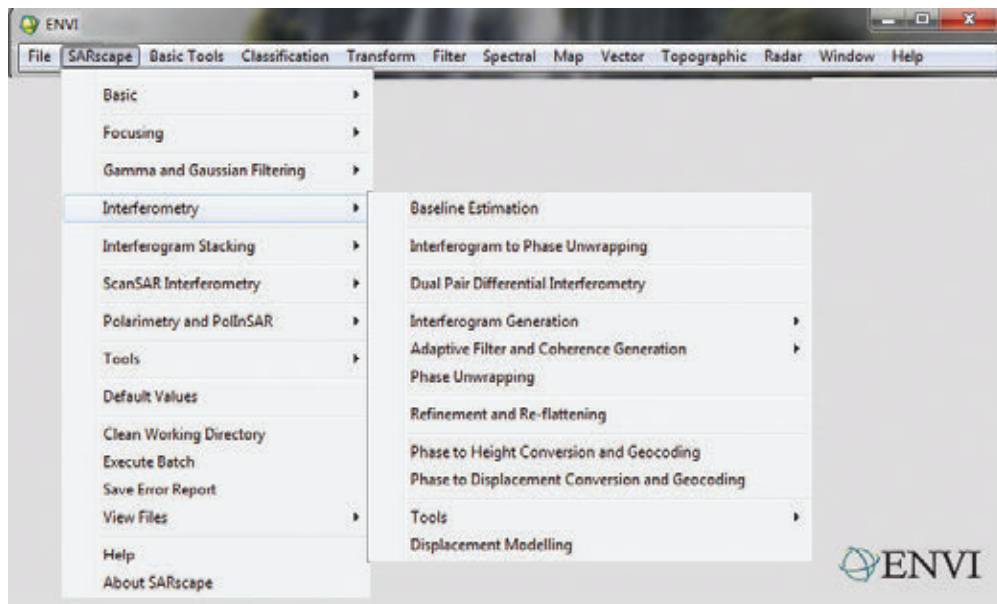 ENVI
File SARscape Basic Tools Classification Transform Filter Spectral Map Vector Topographic Radar Window Help
Basic
Focusing
Gamma and Gaussian Filtering
Interferometry
Interferogram Stacking
ScanSAR Interferometry
Polarimetry and PolInSAR
Tools
Default Values
Clean Working Directory
Execute Batch
Save Error Report
View Files
Help
About SARscape
Baseline Estimation
Interferogram to Phase Unwrapping
Dual Pair Differential Interferometry
Interferogram Generation
Adaptive Filter and Coherence Generation
Phase Unwrapping
Refinement and Re-flattening
Phase to Height Conversion and Geocoding
Phase to Displacement Conversion and Geocoding
Tools
Displacement Modelling
ENVI